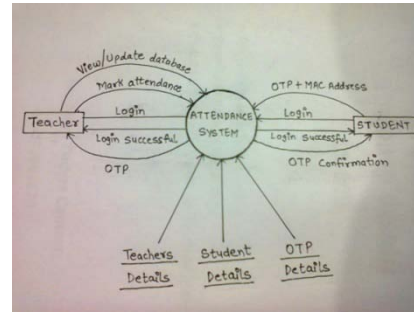 View/Update database
Mark attendance
Login
Teacher
Login Successful
OTP
ATTENDANCE
SYSTEM
OTP + MAC Address
Login
STUDENT
Login Successful
OTP Confirmation
Teachers
Details
Student
Details
OTP
Details